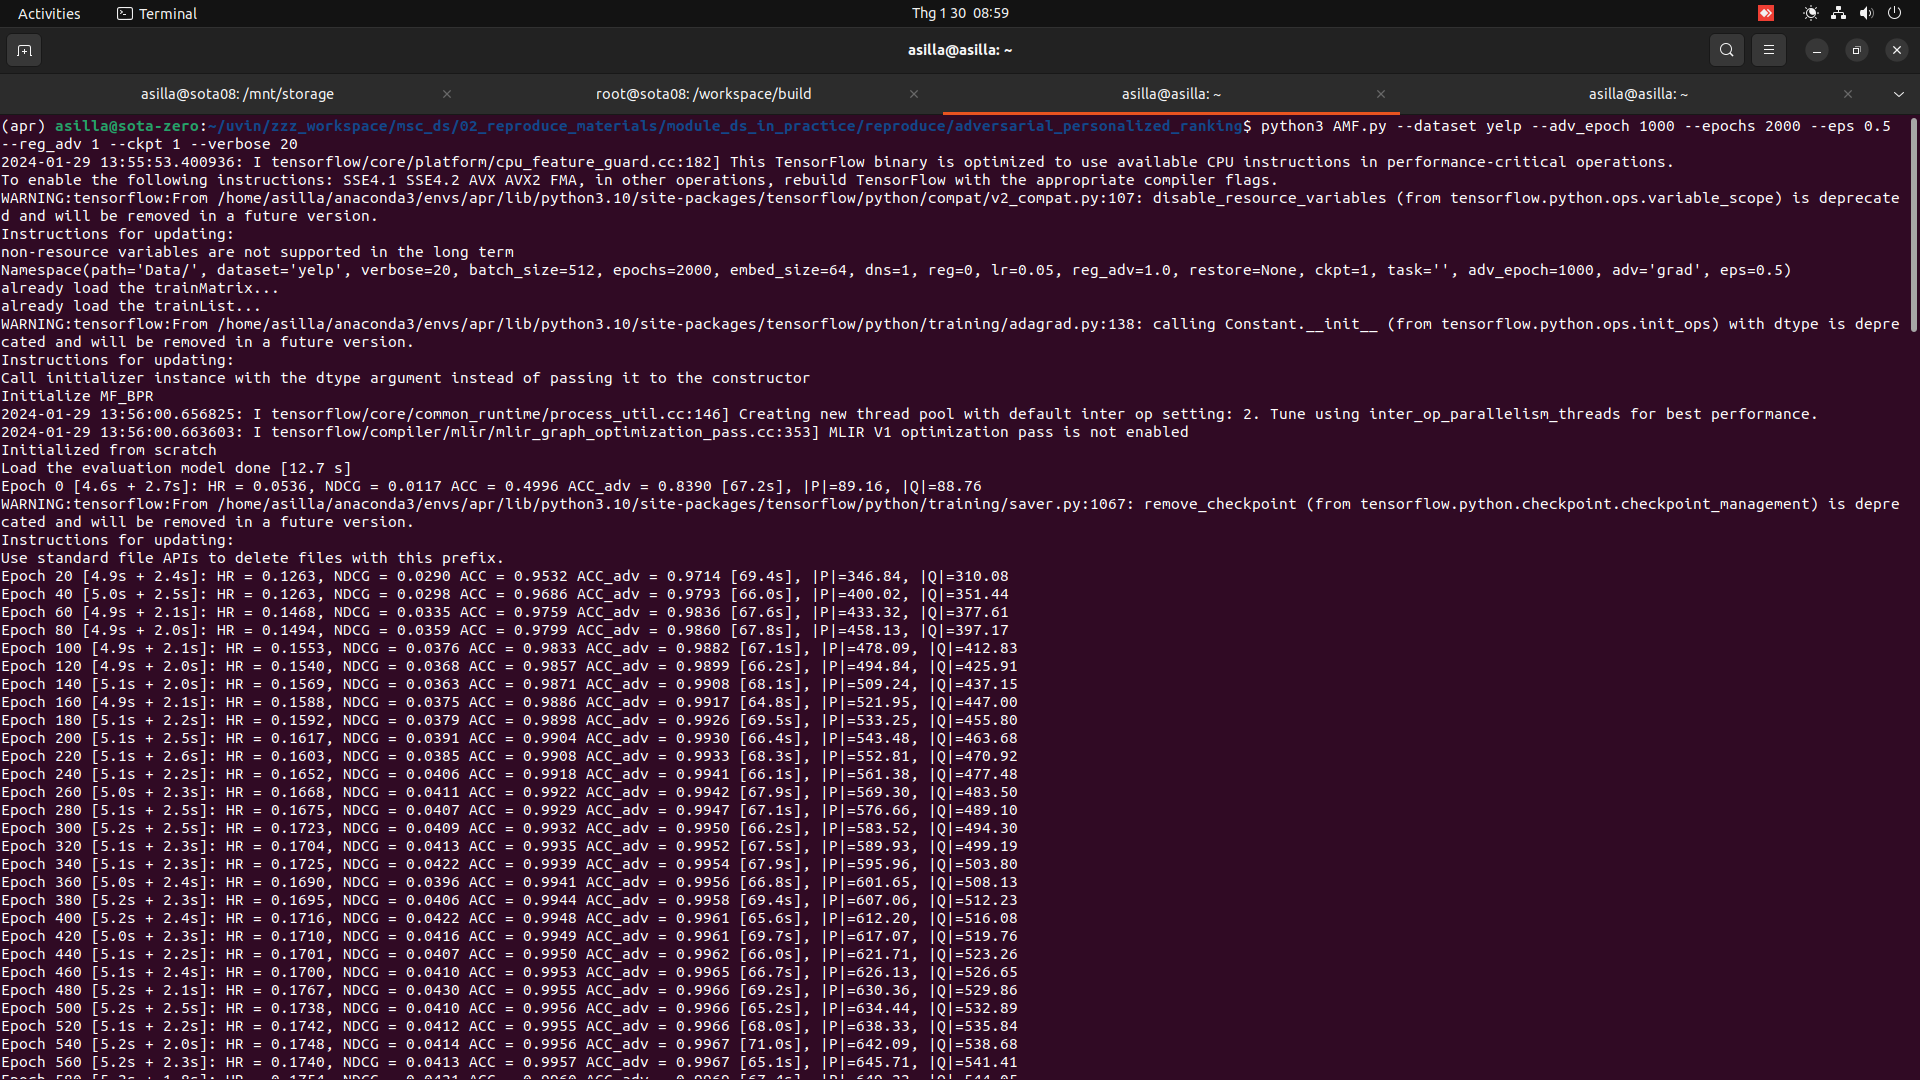 Activities
Terminal
Thg 1 30 08:59
asilla@asilla: ~
asilla@sota08: /mnt/storage
root@sota08: /workspace/build
asilla@asilla: ~
asilla@asilla: ~
(apr) asilla@sota-zero:~/uvin/zzz_workspace/msc_ds/02_reproduce_materials/module_ds_in_practice/reproduce/adversarial_personalized_ranking$ python3 AMF.py --dataset yelp --adv_epoch 1000 --epochs 2000 --eps 0.5
--reg_adv 1 --ckpt 1 --verbose 20
2024-01-29 13:55:53.400936: I tensorflow/core/platform/cpu_feature_guard.cc:182] This TensorFlow binary is optimized to use available CPU instructions in performance-critical operations.
To enable the following instructions: SSE4.1 SSE4.2 AVX AVX2 FMA, in other operations, rebuild TensorFlow with the appropriate compiler flags.
WARNING:tensorflow:From /home/asilla/anaconda3/envs/apr/lib/python3.10/site-packages/tensorflow/python/compat/v2_compat.py:107: disable_resource_variables (from tensorflow.python.ops.variable_scope) is deprecate
d and will be removed in a future version.
Instructions for updating:
non-resource variables are not supported in the long term
Namespace(path='Data/', dataset='yelp', verbose=20, batch_size=512, epochs=2000, embed_size=64, dns=1, reg=0, lr=0.05, reg_adv=1.0, restore=None, ckpt=1, task='', adv_epoch=1000, adv='grad', eps=0.5)
already load the trainMatrix...
already load the trainList...
WARNING:tensorflow:From /home/asilla/anaconda3/envs/apr/lib/python3.10/site-packages/tensorflow/python/training/adagrad.py:138: calling Constant.__init__ (from tensorflow.python.ops.init_ops) with dtype is depre
cated and will be removed in a future version.
Instructions for updating:
Call initializer instance with the dtype argument instead of passing it to the constructor
Initialize MF_BPR
2024-01-29 13:56:00.656825: I tensorflow/core/common_runtime/process_util.cc:146] Creating new thread pool with default inter op setting: 2. Tune using inter_op_parallelism_threads for best performance.
2024-01-29 13:56:00.663603: I tensorflow/compiler/mlir/mlir_graph_optimization_pass.cc:353] MLIR V1 optimization pass is not enabled
Initialized from scratch
Load the evaluation model done [12.7 s]
Epoch 0 [4.6s + 2.7s]: HR = 0.0536, NDCG = 0.0117 ACC = 0.4996 ACC_adv = 0.8390 [67.2s], |P|=89.16, |Q|=88.76
WARNING:tensorflow:From /home/asilla/anaconda3/envs/apr/lib/python3.10/site-packages/tensorflow/python/training/saver.py:1067: remove_checkpoint (from tensorflow.python.checkpoint.checkpoint_management) is depre
cated and will be removed in a future version.
Instructions for updating:
Use standard file APIs to delete files with this prefix.
Epoch 20 [4.9s + 2.4s]: HR = 0.1263, NDCG = 0.0290 ACC = 0.9532 ACC_adv = 0.9714 [69.4s], |P|=346.84, |Q|=310.08
Epoch 40 [5.0s + 2.5s]: HR = 0.1263, NDCG = 0.0298 ACC = 0.9686 ACC_adv = 0.9793 [66.0s], |P|=400.02, |Q|=351.44
Epoch 60 [4.9s + 2.1s]: HR = 0.1468, NDCG = 0.0335 ACC = 0.9759 ACC_adv = 0.9836 [67.6s], |P|=433.32, |Q|=377.61
Epoch 80 [4.9s + 2.0s]: HR = 0.1494, NDCG = 0.0359 ACC = 0.9799 ACC_adv = 0.9860 [67.8s], |P|=458.13, |Q|=397.17
Epoch 100 [4.9s + 2.1s]: HR = 0.1553, NDCG = 0.0376 ACC = 0.9833 ACC_adv = 0.9882 [67.1s], |P|=478.09, |Q|=412.83
Epoch 120 [4.9s + 2.0s]: HR = 0.1540, NDCG = 0.0368 ACC = 0.9857 ACC_adv = 0.9899 [66.2s], |P|=494.84, |Q|=425.91
Epoch 140 [5.1s + 2.0s]: HR = 0.1569, NDCG = 0.0363 ACC = 0.9871 ACC_adv = 0.9908 [68.1s], |P|=509.24, |Q|=437.15
Epoch 160 [4.9s + 2.1s]: HR = 0.1588, NDCG = 0.0375 ACC = 0.9886 ACC_adv = 0.9917 [64.8s], |P|=521.95, |Q|=447.00
Epoch 180 [5.1s + 2.2s]: HR = 0.1592, NDCG = 0.0379 ACC = 0.9898 ACC_adv = 0.9926 [69.5s], |P|=533.25, |Q|=455.80
Epoch 200 [5.1s + 2.5s]: HR = 0.1617, NDCG = 0.0391 ACC = 0.9904 ACC_adv = 0.9930 [66.4s], |P|=543.48, |Q|=463.68
Epoch 220 [5.1s + 2.6s]: HR = 0.1603, NDCG = 0.0385 ACC = 0.9908 ACC_adv = 0.9933 [68.3s], |P|=552.81, |Q|=470.92
Epoch 240 [5.1s + 2.2s]: HR = 0.1652, NDCG = 0.0406 ACC = 0.9918 ACC_adv = 0.9941 [66.1s], |P|=561.38, |Q|=477.48
Epoch 260 [5.0s + 2.3s]: HR = 0.1668, NDCG = 0.0411 ACC = 0.9922 ACC_adv = 0.9942 [67.9s], |P|=569.30, |Q|=483.50
Epoch 280 [5.1s + 2.5s]: HR = 0.1675, NDCG = 0.0407 ACC = 0.9929 ACC_adv = 0.9947 [67.1s], |P|=576.66, |Q|=489.10
Epoch 300 [5.2s + 2.5s]: HR = 0.1723, NDCG = 0.0409 ACC = 0.9932 ACC_adv = 0.9950 [66.2s], |P|=583.52, |Q|=494.30
Epoch 320 [5.1s + 2.3s]: HR = 0.1704, NDCG = 0.0413 ACC = 0.9935 ACC_adv = 0.9952 [67.5s], |P|=589.93, |Q|=499.19
Epoch 340 [5.1s + 2.3s]: HR = 0.1725, NDCG = 0.0422 ACC = 0.9939 ACC_adv = 0.9954 [67.9s], |P|=595.96, |Q|=503.80
Epoch 360 [5.0s + 2.4s]: HR = 0.1690, NDCG = 0.0396 ACC = 0.9941 ACC_adv = 0.9956 [66.8s], |P|=601.65, |Q|=508.13
Epoch 380 [5.2s + 2.3s]: HR = 0.1695, NDCG = 0.0406 ACC = 0.9944 ACC_adv = 0.9958 [69.4s], |P|=607.06, |Q|=512.23
Epoch 400 [5.2s + 2.4s]: HR = 0.1716, NDCG = 0.0422 ACC = 0.9948 ACC_adv = 0.9961 [65.6s], |P|=612.20, |Q|=516.08
Epoch 420 [5.0s + 2.3s]: HR = 0.1710, NDCG = 0.0416 ACC = 0.9949 ACC_adv = 0.9961 [69.7s], |P|=617.07, |Q|=519.76
Epoch 440 [5.1s + 2.2s]: HR = 0.1701, NDCG = 0.0407 ACC = 0.9950 ACC_adv = 0.9962 [66.0s], |P|=621.71, |Q|=523.26
Epoch 460 [5.1s + 2.4s]: HR = 0.1700, NDCG = 0.0410 ACC = 0.9953 ACC_adv = 0.9965 [66.7s], |P|=626.13, |Q|=526.65
Epoch 480 [5.2s + 2.1s]: HR = 0.1767, NDCG = 0.0430 ACC = 0.9955 ACC_adv = 0.9966 [69.2s], |P|=630.36, |Q|=529.86
Epoch 500 [5.2s + 2.5s]: HR = 0.1738, NDCG = 0.0410 ACC = 0.9956 ACC_adv = 0.9966 [65.2s], |P|=634.44, |Q|=532.89
Epoch 520 [5.1s + 2.2s]: HR = 0.1742, NDCG = 0.0412 ACC = 0.9955 ACC_adv = 0.9966 [68.0s], |P|=638.33, |Q|=535.84
Epoch 540 [5.2s + 2.0s]: HR = 0.1748, NDCG = 0.0414 ACC = 0.9956 ACC_adv = 0.9967 [71.0s], |P|=642.09, |Q|=538.68
Epoch 560 [5.2s + 2.3s]: HR = 0.1740, NDCG = 0.0413 ACC = 0.9957 ACC_adv = 0.9967 [65.1s], |P|=645.71, |Q|=541.41